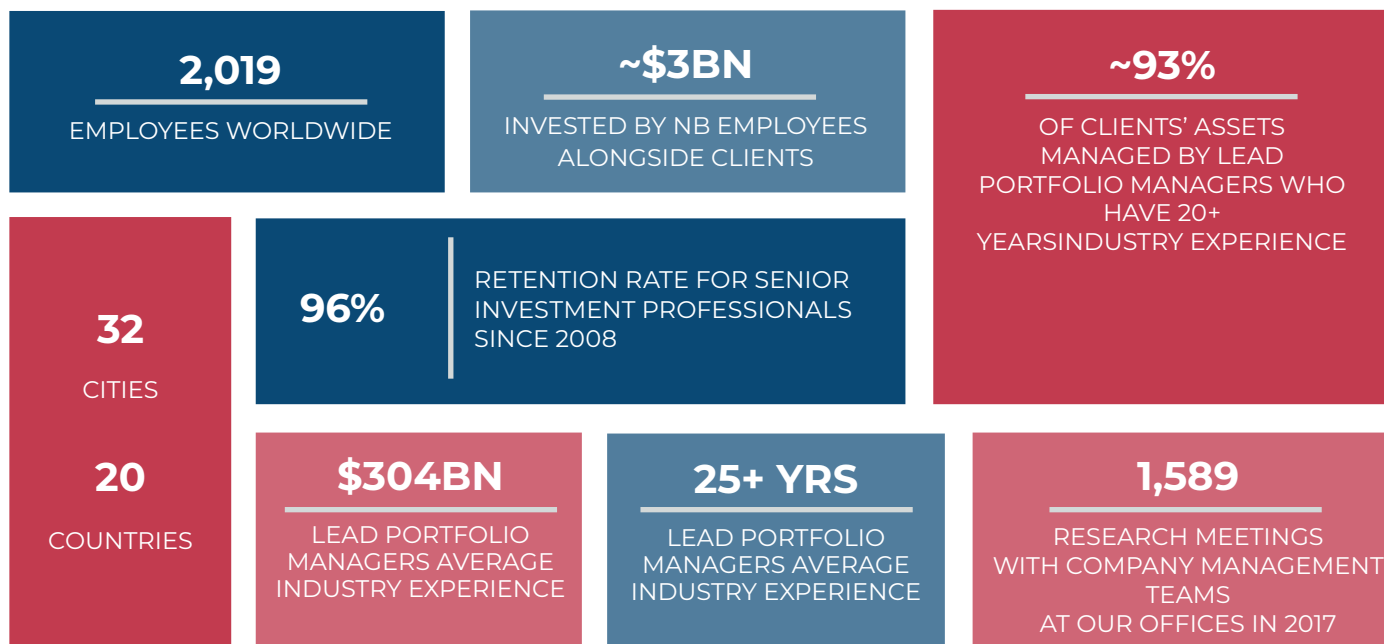 2,019
EMPLOYEES WORLDWIDE
~$3BN
INVESTED BY NB EMPLOYEES
ALONGSIDE CLIENTS
~93%
OF CLIENTS’ ASSETS
MANAGED BY LEAD
PORTFOLIO MANAGERS WHO
HAVE 20+
YEARSINDUSTRY EXPERIENCE
32
CITIES
20
COUNTRIES
96%
RETENTION RATE FOR SENIOR
INVESTMENT PROFESSIONALS
SINCE 2008
$304BN
LEAD PORTFOLIO
MANAGERS AVERAGE
INDUSTRY EXPERIENCE
25+ YRS
LEAD PORTFOLIO
MANAGERS AVERAGE
INDUSTRY EXPERIENCE
1,589
RESEARCH MEETINGS
WITH COMPANY MANAGEMENT
TEAMS
AT OUR OFFICES IN 2017